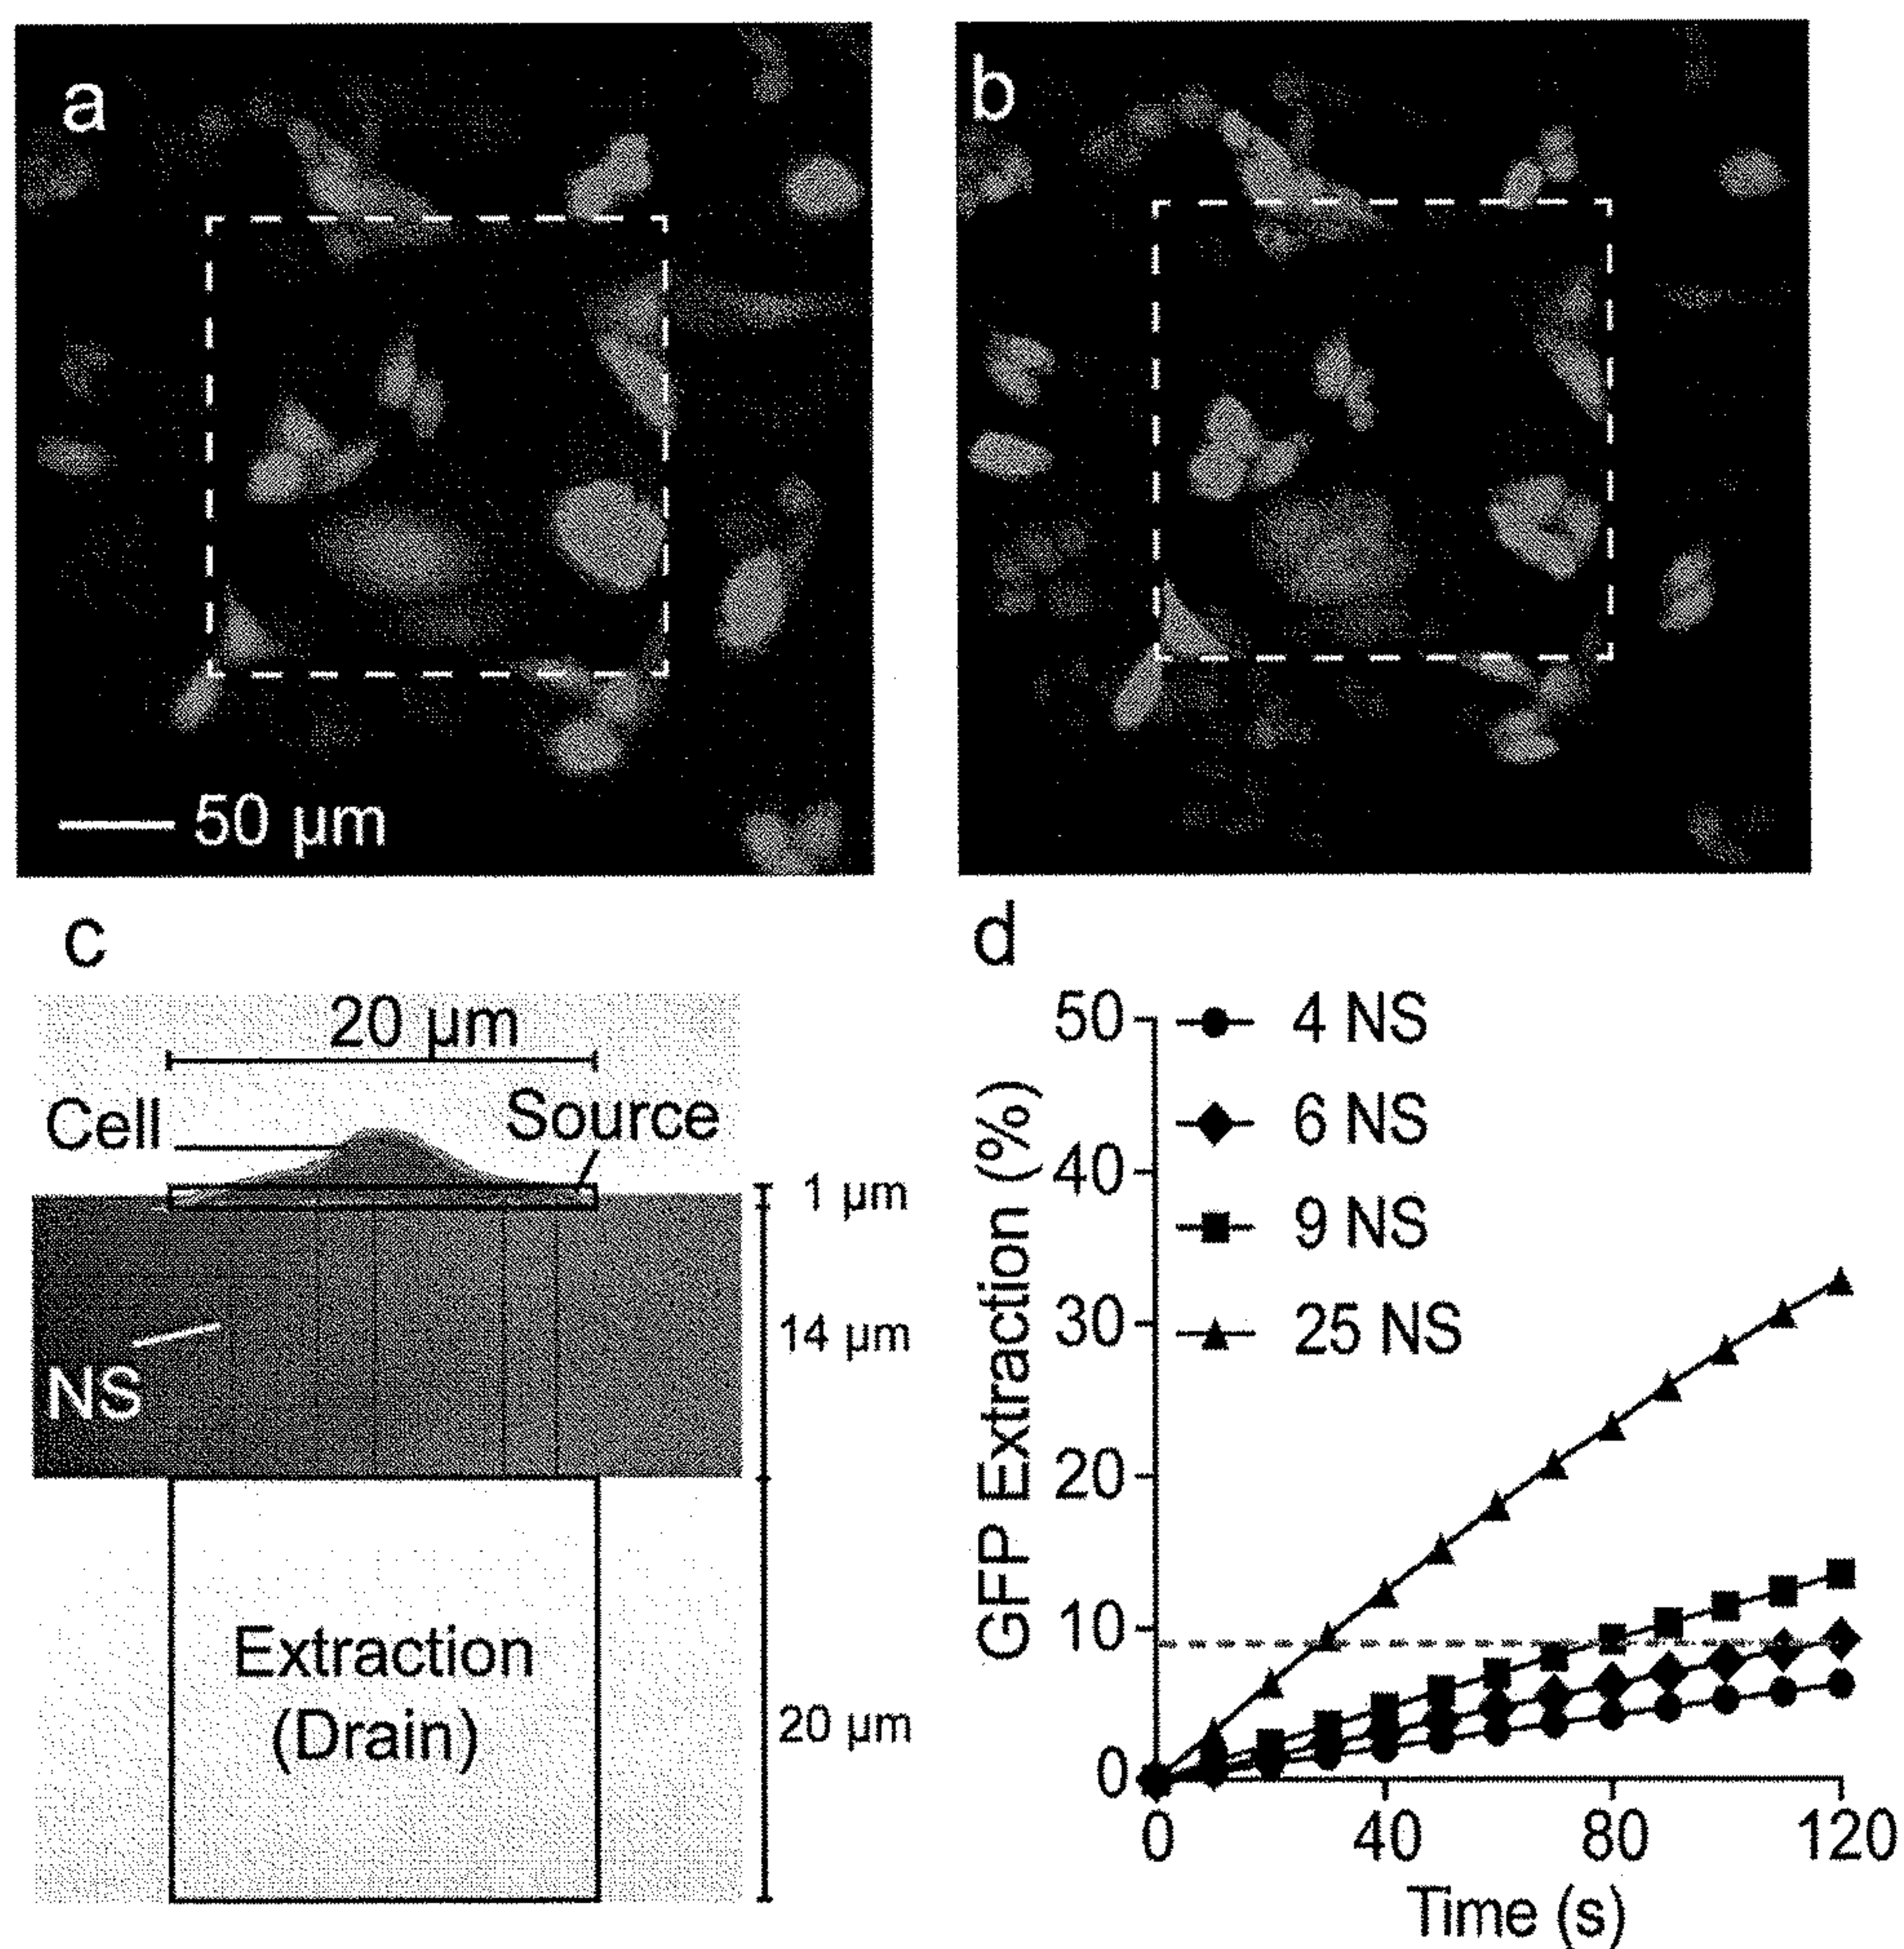 a
50 μm
b
c
20 μm
Cell
Source
1 μm
NS
14 μm
Extraction
(Drain)
20 μm
d
GFP Extraction (%)
50
40
30
20
10
0
4 NS
6 NS
9 NS
25 NS
0 40 80 120
Time (s)